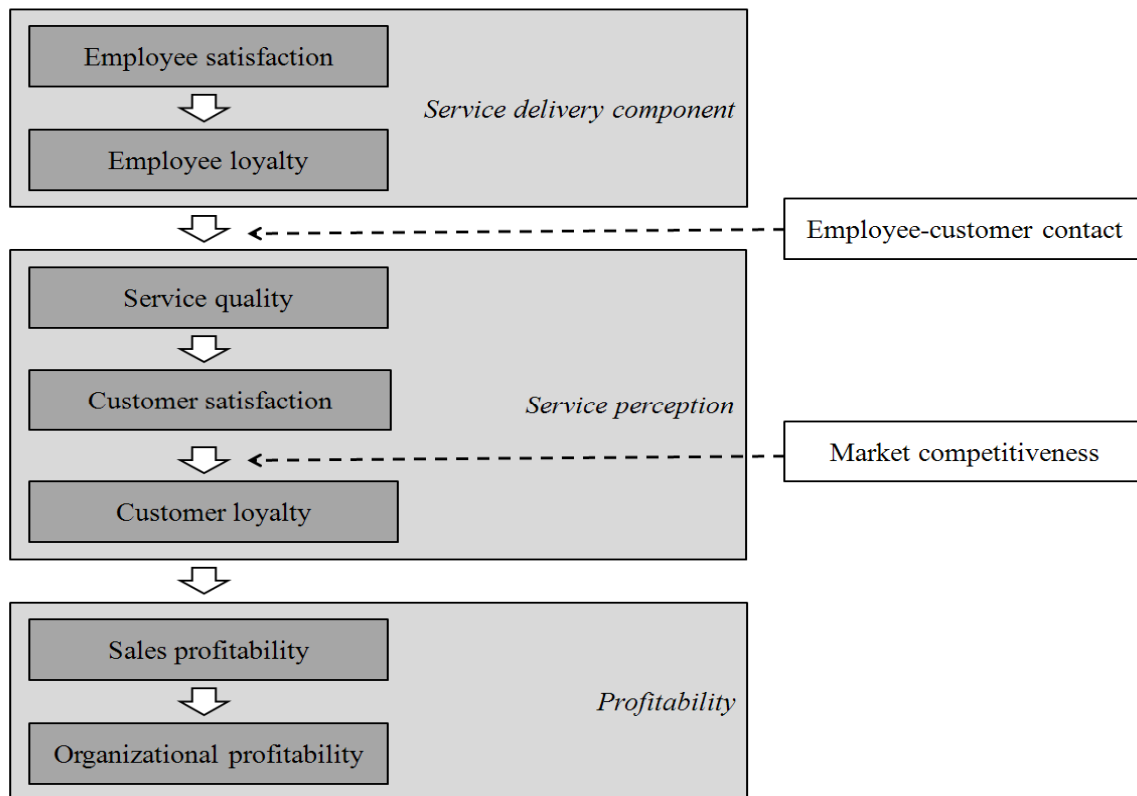 Employee satisfaction
Service delivery component
Employee loyalty
Employee-customer contact
Service quality
Customer satisfaction
Service perception
Market competitiveness
Customer loyalty
Sales profitability
Profitability
Organizational profitability